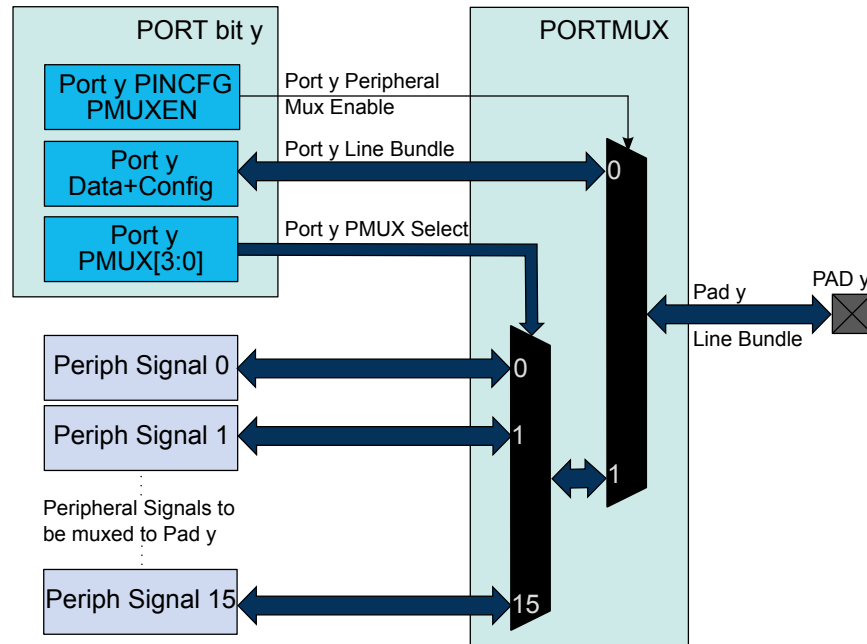 PORT bit y
PORTMUX
Port y PINCFG
PMUXEN
Port y Peripheral
Mux Enable
Port y
Data+Config
Port y Line Bundle
0
Port y
PMUX[3:0]
Port y PMUX Select
Pad y
Line Bundle
PAD y
Periph Signal 0
0
Periph Signal 1
1
1
Peripheral Signals to
be muxed to Pad y
Periph Signal 15
15